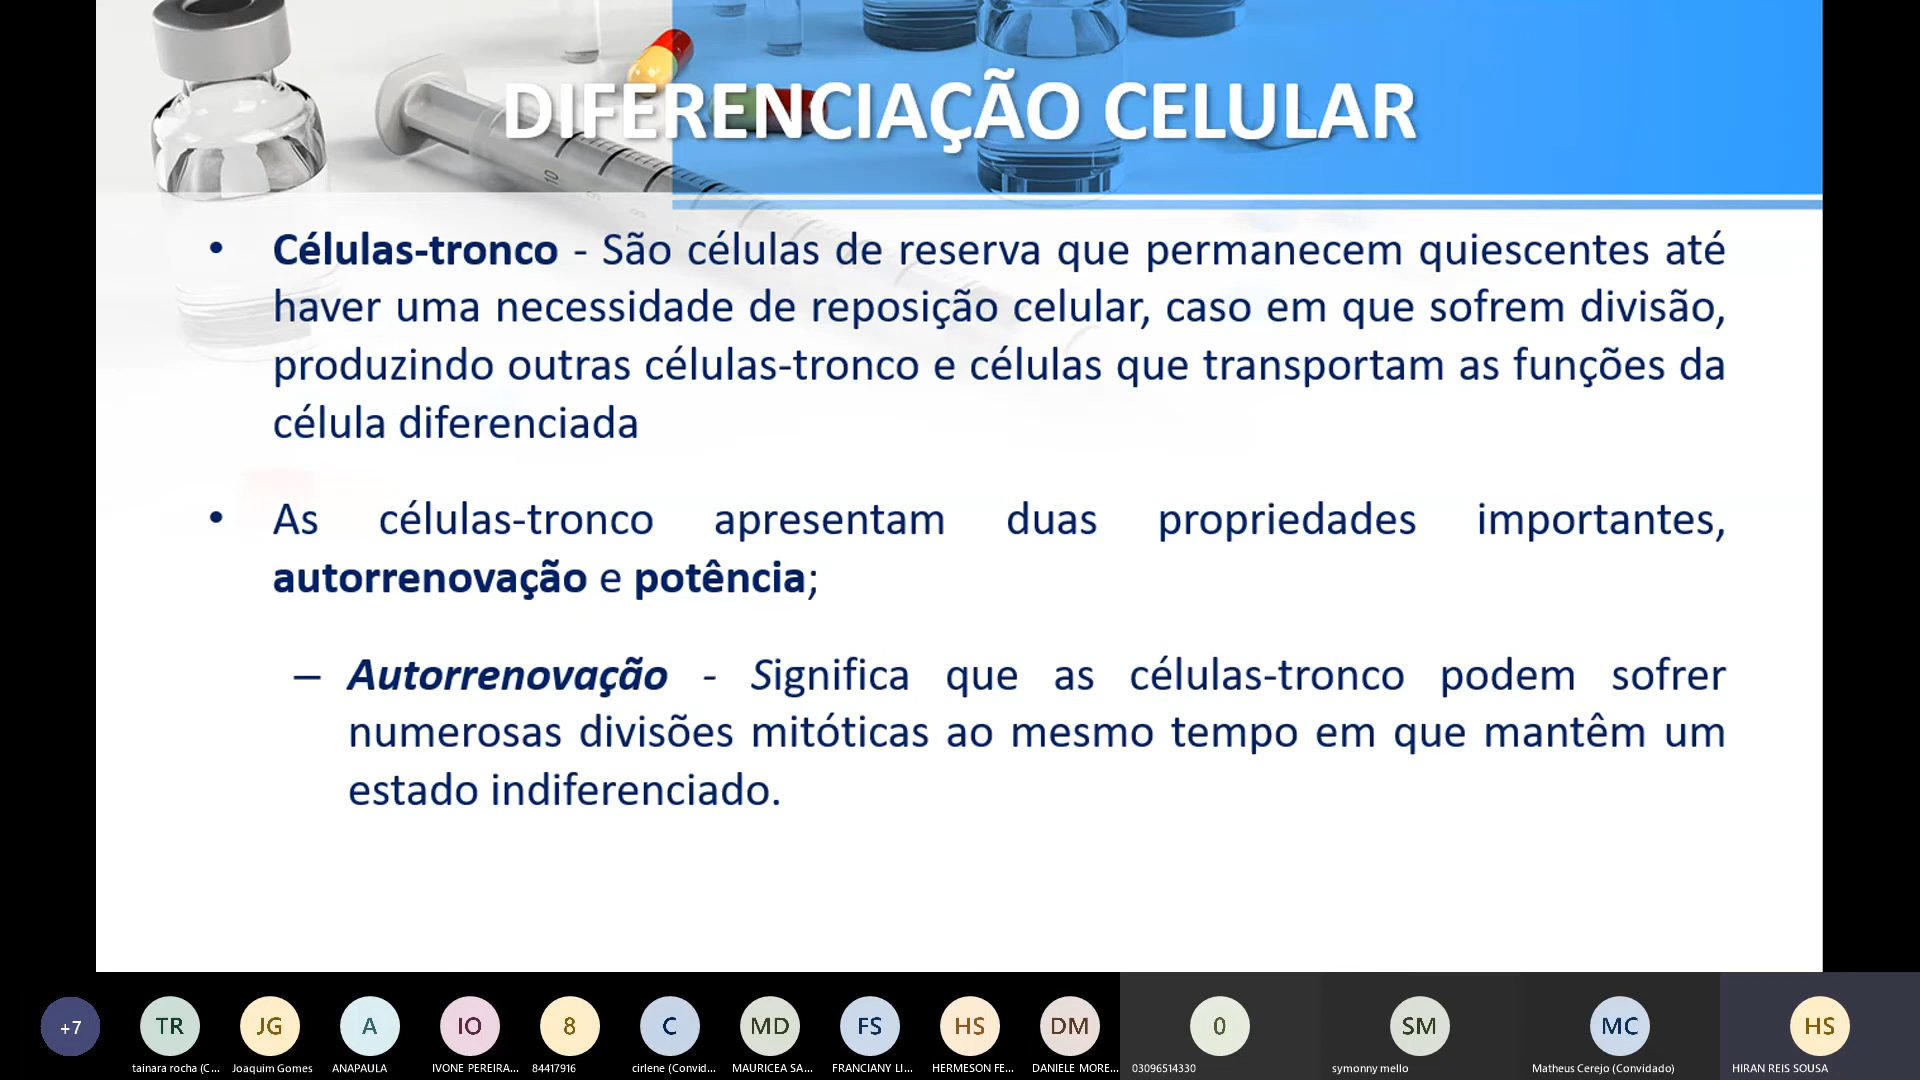 DIFERENCIAÇÃO CELULAR
• Células-tronco - São células de reserva que permanecem quiescentes até
haver uma necessidade de reposição celular, caso em que sofrem divisão,
produzindo outras células-tronco e células que transportam as funções da
célula diferenciada
• As células-tronco apresentam duas propriedades importantes,
autorrenovação e potência;
– Autorrenovação - Significa que as células-tronco podem sofrer
numerosas divisões mitóticas ao mesmo tempo em que mantêm um
estado indiferenciado.
10
+7 TR JG A IO 8 C MD FS HS DM 0 SM MC HS
tainara rocha (C... Joaquim Gomes ANAPAULA IVONE PEREIRA... 84417916 cirlene (Convid... MAURICEA SA... FRANCIANY LI... HERMESON FE... DANIELE MORE... 03096514330 symonny mello Matheus Cerejo (Convidado) HIRAN REIS SOUSA